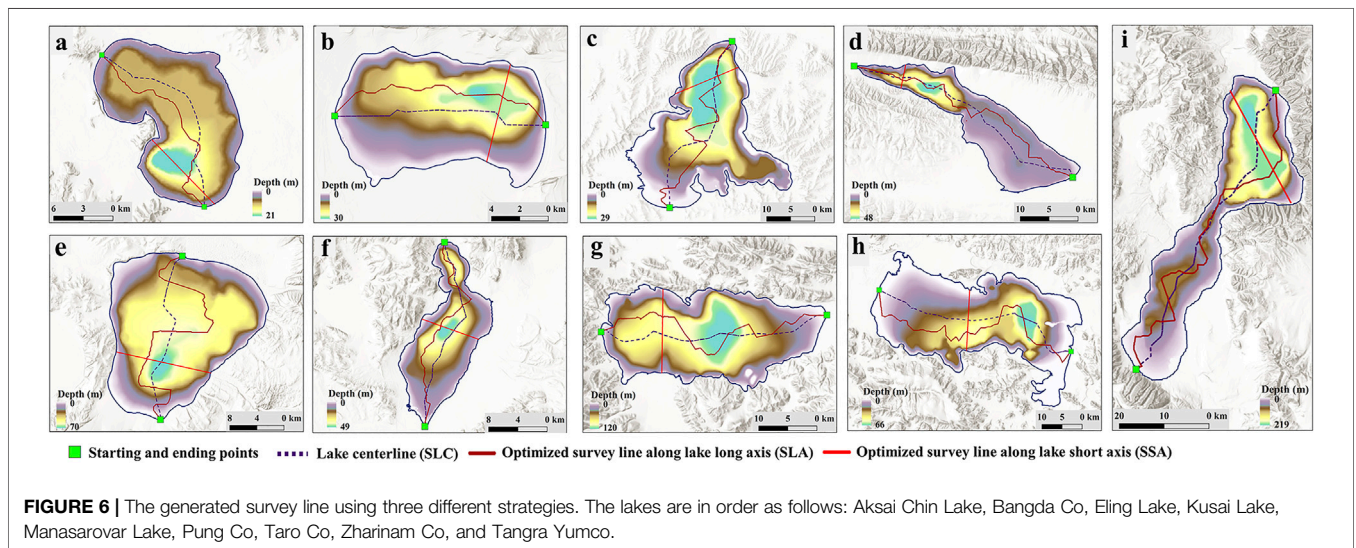 a
Depth (m)
0
21
6 3 0 km
b
Depth (m)
0
30
4 2 0 km
c
Depth (m)
0
29
10 5 0 km
d
Depth (m)
0
48
10 5 0 km
e
Depth (m)
0
70
8 4 0 km
f
Depth (m)
0
49
8 4 0 km
g
Depth (m)
0
120
10 5 0 km
h
Depth (m)
0
66
10 5 0 km
i
20 10 0 km
Depth (m)
0
219
Starting and ending points Lake centerline (SLC) Optimized survey line along lake long axis (SLA) Optimized survey line along lake short axis (SSA)
FIGURE 6 | The generated survey line using three different strategies. The lakes are in order as follows: Aksai Chin Lake, Bangda Co, Eling Lake, Kusai Lake,
Manasarovar Lake, Pung Co, Taro Co, Zharinam Co, and Tangra Yumco.